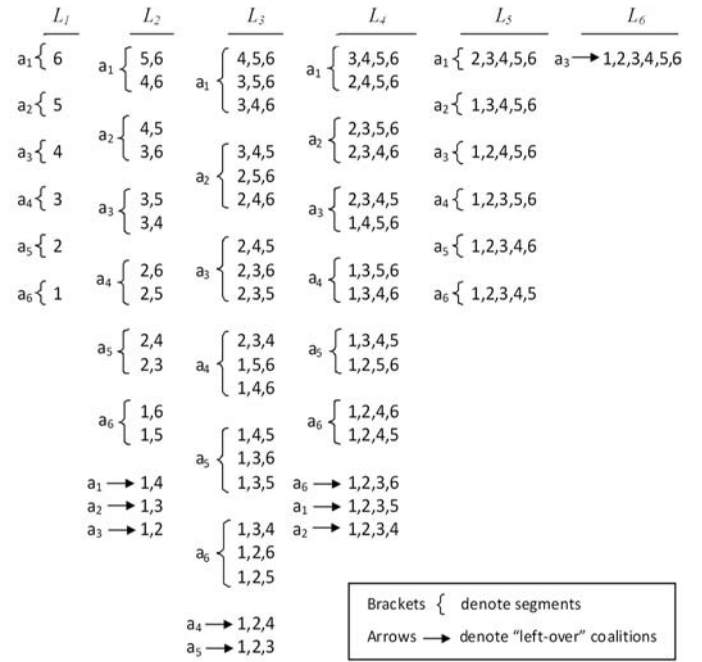 L1 L2 L3 L4 L5 L6
a1 { 6
a2 { 5
a3 { 4
a4 { 3
a5 { 2
a6 { 1
a1 { 5,6
4,6
a2 { 4,5
3,6
a3 { 3,5
3,4
a4 { 2,6
2,5
a5 { 2,4
2,3
a6 { 1,6
1,5
a1 → 1,4
a2 → 1,3
a3 → 1,2
a1 { 4,5,6
3,5,6
3,4,6
a2 { 3,4,5
2,5,6
2,4,6
a3 { 2,4,5
2,3,6
2,3,5
a4 { 2,3,4
1,5,6
1,4,6
a5 { 1,4,5
1,3,6
1,3,5
a6 { 1,3,4
1,2,6
1,2,5
a4 → 1,2,4
a5 → 1,2,3
a1 { 3,4,5,6
2,4,5,6
a2 { 2,3,5,6
2,3,4,6
a3 { 2,3,4,5
1,4,5,6
a4 { 1,3,5,6
1,3,4,6
a5 { 1,3,4,5
1,2,5,6
a6 { 1,2,4,6
1,2,4,5
a6 → 1,2,3,6
a1 → 1,2,3,5
a2 → 1,2,3,4
a1 { 2,3,4,5,6
a2 { 1,3,4,5,6
a3 { 1,2,4,5,6
a4 { 1,2,3,5,6
a5 { 1,2,3,4,6
a6 { 1,2,3,4,5
a3 → 1,2,3,4,5,6
Brackets { denote segments
Arrows → denote “left-over” coalitions